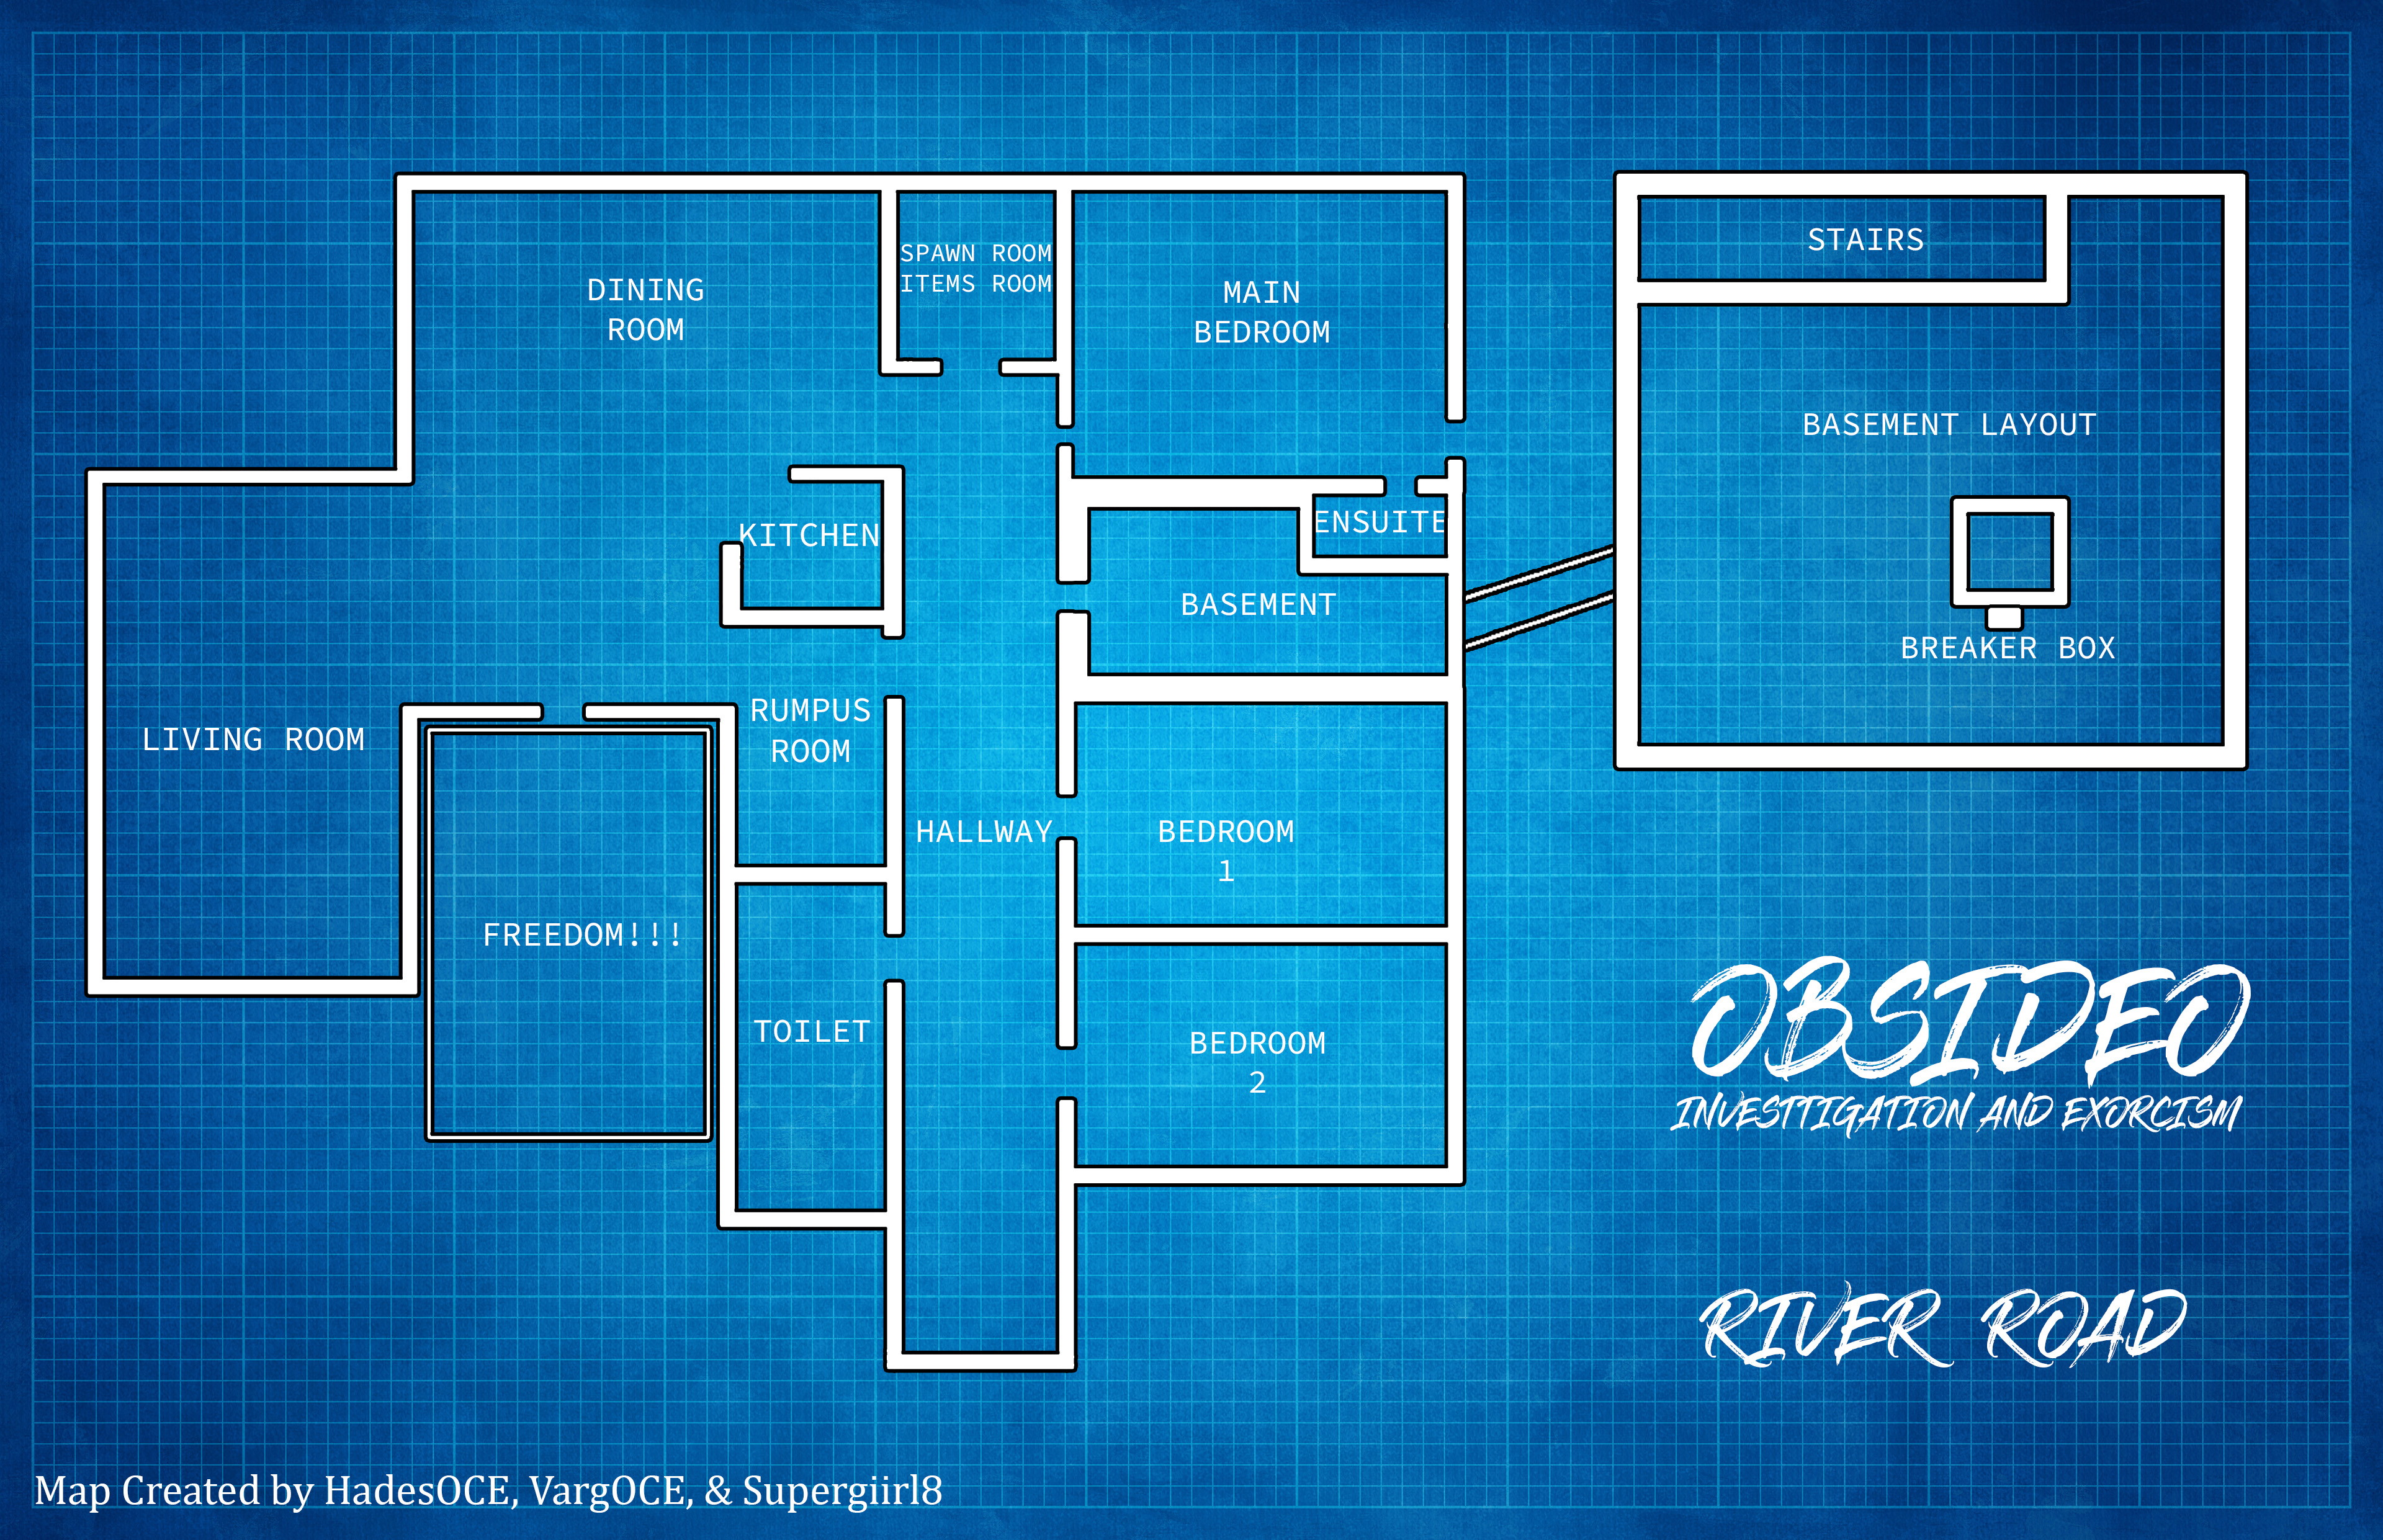 SPAWN ROOM
ITEMS ROOM
DINING
ROOM
MAIN
BEDROOM
STAIRS
BASEMENT LAYOUT
KITCHEN
ENSUITE
BASEMENT
BREAKER BOX
LIVING ROOM
RUMPUS
ROOM
HALLWAY
BEDROOM
1
FREEDOM!!!
TOILET
BEDROOM
2
OBSIDEO
INVESTTIGATION AND EXORCISM
RIVER ROAD
Map Created by HadesOCE, VargOCE, & Supergiirl8